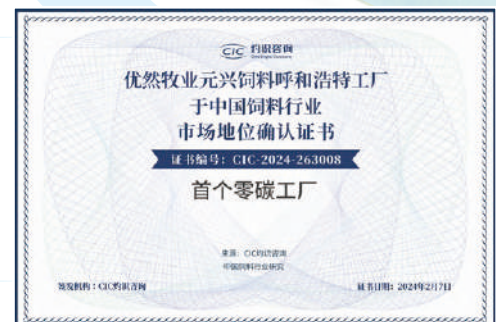 CIC 灼识咨询
优然牧业元兴饲料呼和浩特工厂
于中国饲料行业
市场地位确认证书
证书编号：CIC-2024-263008
首个零碳工厂
来源：CIC灼识咨询
中国饲料行业研究
签发机构：CIC灼识咨询
证书日期：2024年2月7日